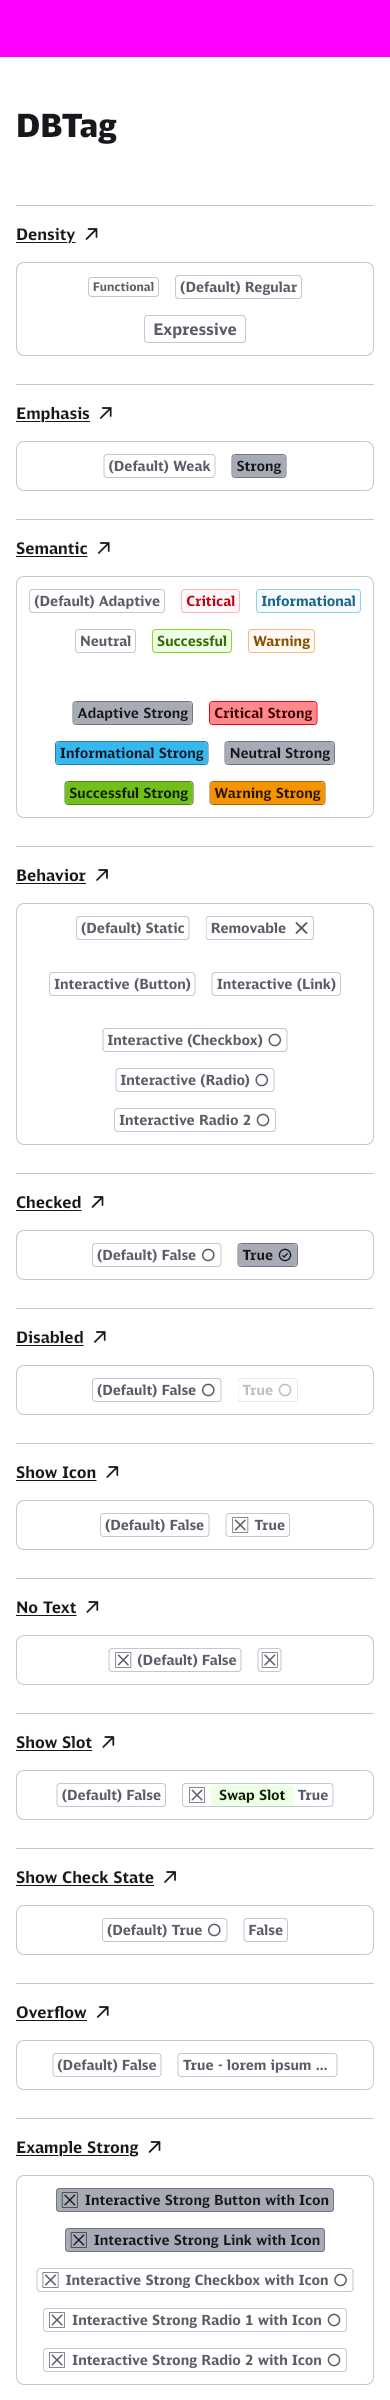 DBTag
Density
Functional (Default) Regular
Expressive
Emphasis
(Default) Weak Strong
Semantic
(Default) Adaptive Critical Informational
Neutral Successful Warning
Adaptive Strong Critical Strong
Informational Strong Neutral Strong
Successful Strong Warning Strong
Behavior
(Default) Static Removable
Interactive (Button) Interactive (Link)
Interactive (Checkbox)
Interactive (Radio)
Interactive Radio 2
Checked
(Default) False True
Disabled
(Default) False True
Show Icon
(Default) False True
No Text
(Default) False
Show Slot
(Default) False Swap Slot True
Show Check State
(Default) True False
Overflow
(Default) False True - lorem ipsum ...
Example Strong
Interactive Strong Button with Icon
Interactive Strong Link with Icon
Interactive Strong Checkbox with Icon
Interactive Strong Radio 1 with Icon
Interactive Strong Radio 2 with Icon